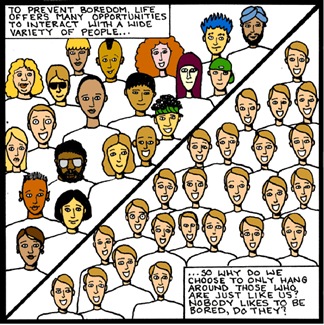 TO PREVENT BOREDOM, LIFE
OFFERS MANY OPPORTUNITIES
TO INTERACT WITH A WIDE
VARIETY OF PEOPLE...
...SO WHY DO WE
CHOOSE TO ONLY HANG
AROUND THOSE WHO
ARE JUST LIKE US?
NOBODY LIKES TO BE
BORED, DO THEY?